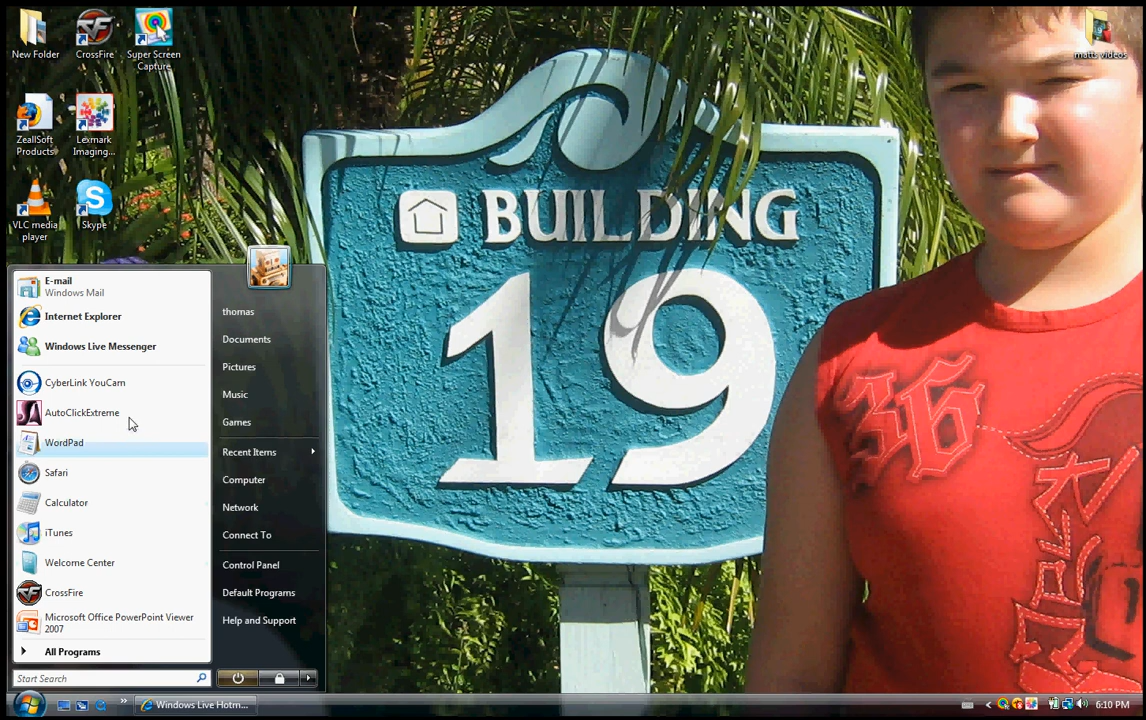 New Folder
CrossFire
Super Screen
Capture
matts videos
ZeallSoft
Products
Lexmark
Imaging...
VLC media
player
Skype
BUILDING
19
36
E-mail
Windows Mail
Internet Explorer
Windows Live Messenger
CyberLink YouCam
AutoClickExtreme
WordPad
Safari
Calculator
iTunes
Welcome Center
CrossFire
Microsoft Office PowerPoint Viewer
2007
All Programs
Start Search
thomas
Documents
Pictures
Music
Games
Recent Items
Computer
Network
Connect To
Control Panel
Default Programs
Help and Support
Windows Live Hotm...
6:10 PM